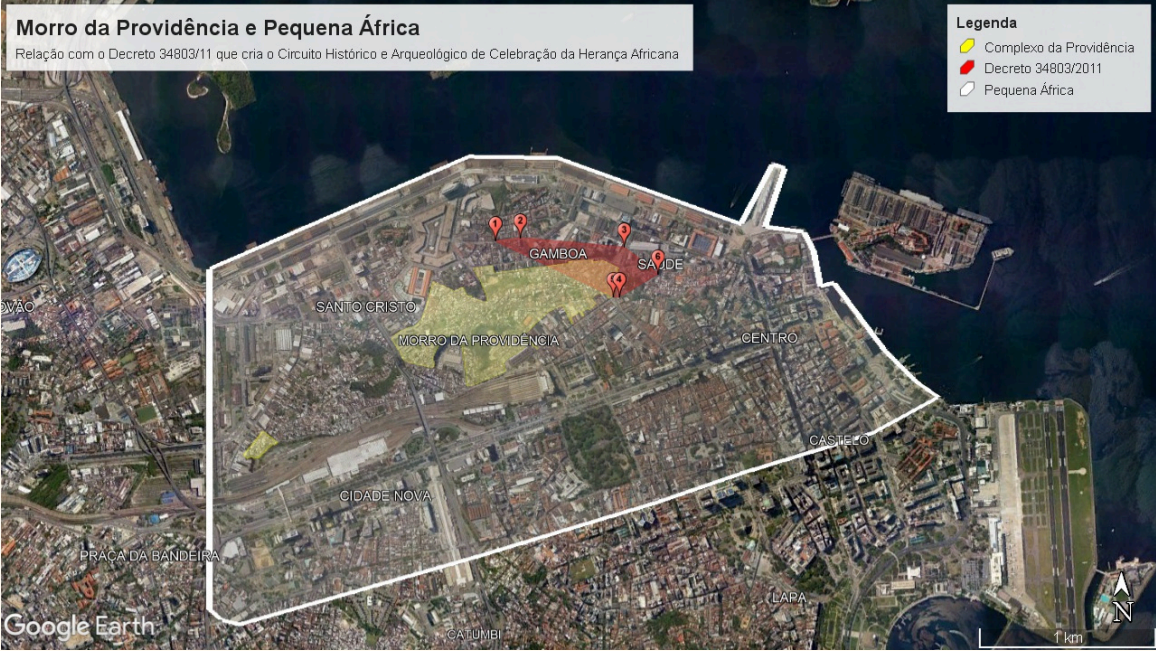 Morro da Providência e Pequena África
Relação com o Decreto 34803/11 que cria o Circuito Histórico e Arqueológico de Celebração da Herança Africana
Legenda
Complexo da Providência
Decreto 34803/2011
Pequena África
1
2
3
GAMBOA
6
SAÚDE
4
OVÃO
SANTO CRISTO
MORRO DA PROVIDÊNCIA
CENTRO
CASTELO
CIDADE NOVA
PRAÇA DA BANDEIRA
LAPA
CATUMBI
Google Earth
N
1 km